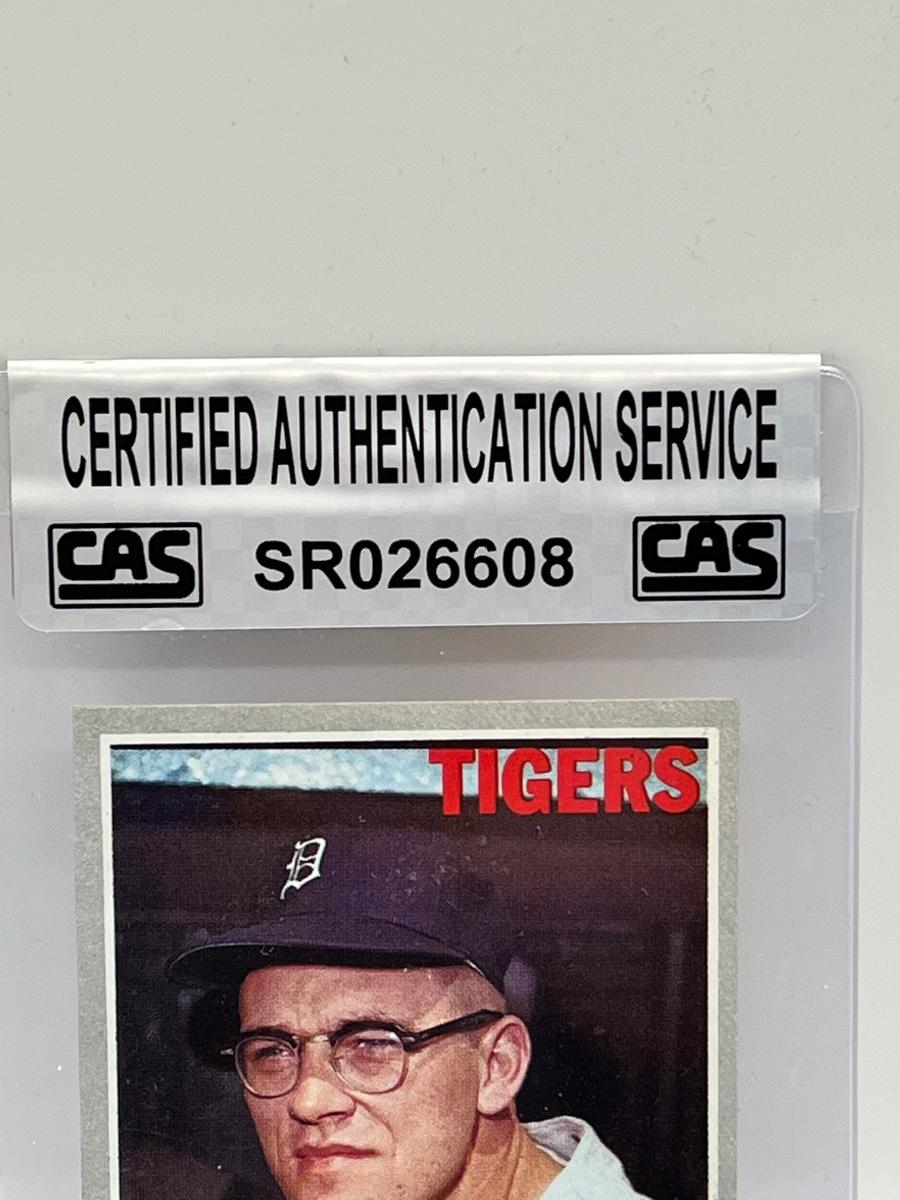 CERTIFIED AUTHENTICATION SERVICE
CAS SR026608 CAS
TIGERS
D